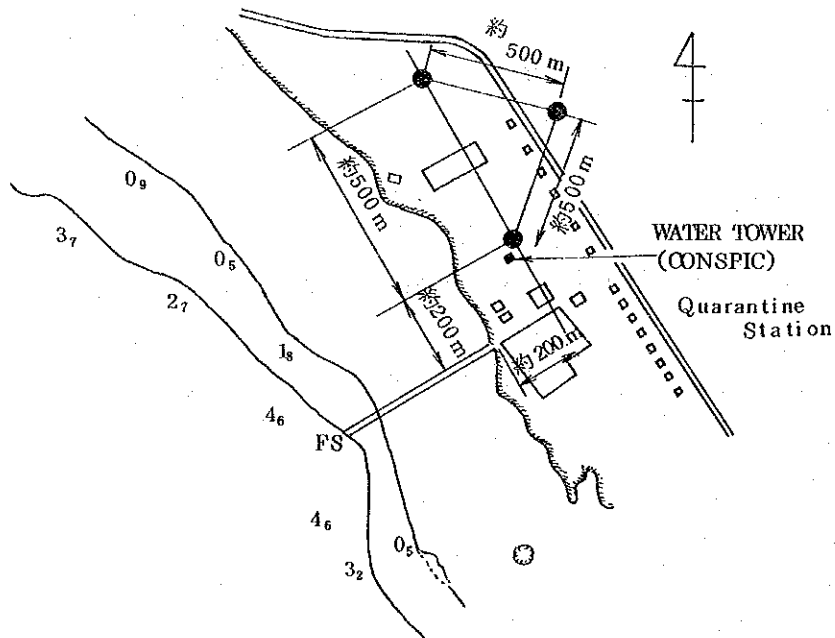 約
500 m
約500 m
約500 m
WATER TOWER
(CONSPIC)
Quarantine
Station
約200 m
約200 m
FS
0₉
3₇
0₅
2₇
1₈
4₆
4₆
0₅
3₂